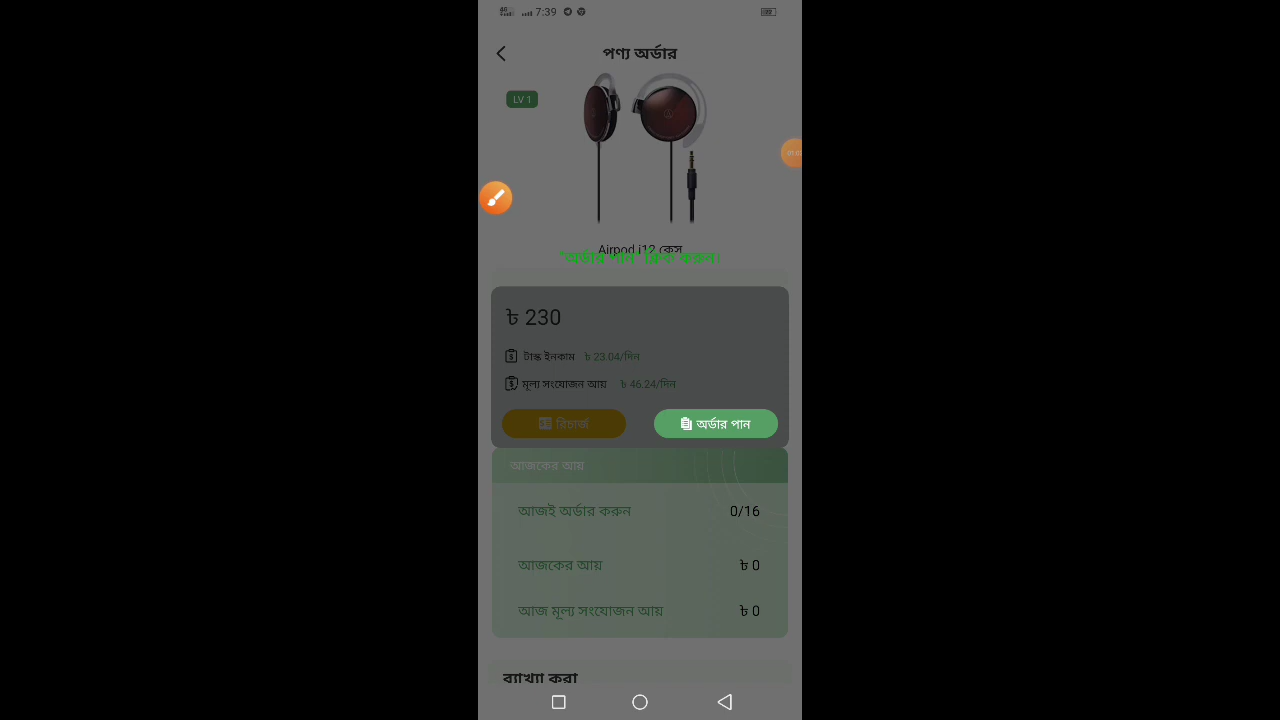 4G 7:39
পণ্য অর্ডার
LV 1
Airpod i12 কেস
"অর্ডার পান" ক্লিক করুন।
৳ 230
টাস্ক ইনকাম ৳ 23.04/দিন
মূল্য সংযোজন আয় ৳ 46.24/দিন
রিচার্জ
অর্ডার পান
আজকের আয়
আজই অর্ডার করুন 0/16
আজকের আয় ৳ 0
আজ মূল্য সংযোজন আয় ৳ 0
ব্যাখ্যা করা